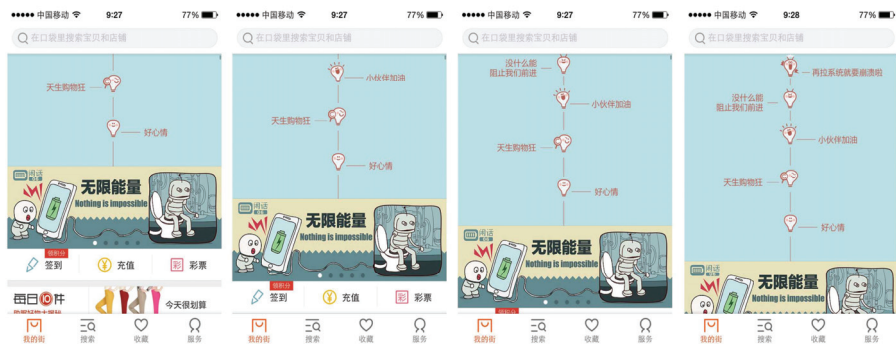 中国移动 9:27 77%
在口袋里搜索宝贝和店铺
天生购物狂
好心情
闲话
无限能量
Nothing is impossible
领积分
签到 充值 彩 彩票
每日10件
今天很划算
我的街 搜索 收藏 服务
中国移动 9:27 77%
在口袋里搜索宝贝和店铺
小伙伴加油
天生购物狂
好心情
闲话
无限能量
Nothing is impossible
领积分
签到 充值 彩 彩票
我的街 搜索 收藏 服务
中国移动 9:27 77%
在口袋里搜索宝贝和店铺
没什么能
阻止我们前进
小伙伴加油
天生购物狂
好心情
闲话
无限能量
Nothing is impossible
领积分
我的街 搜索 收藏 服务
中国移动 9:28 77%
在口袋里搜索宝贝和店铺
再拉系统就要崩溃啦
没什么能
阻止我们前进
小伙伴加油
天生购物狂
好心情
闲话
无限能量
Nothing is impossible
我的街 搜索 收藏 服务